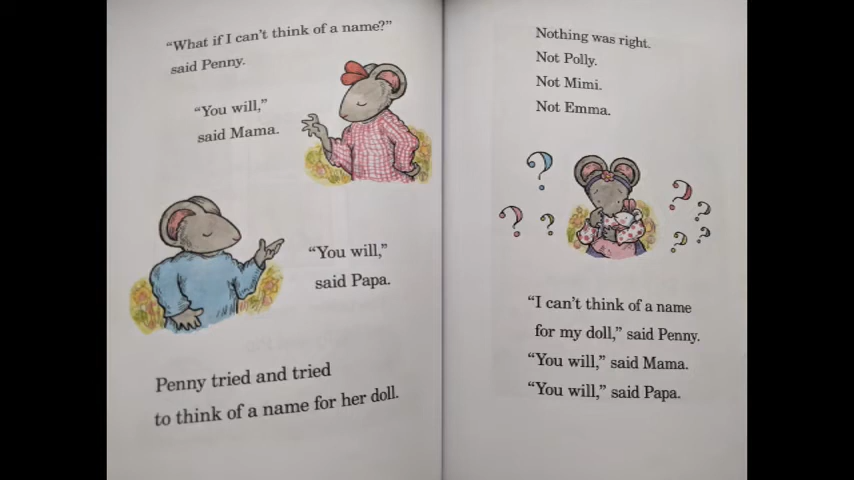 “What if I can’t think of a name?”
said Penny.
“You will,”
said Mama.
“You will,”
said Papa.
Penny tried and tried
to think of a name for her doll.
Nothing was right.
Not Polly.
Not Mimi.
Not Emma.
? ? ? ? ? ? ?
“I can’t think of a name
for my doll,” said Penny.
“You will,” said Mama.
“You will,” said Papa.